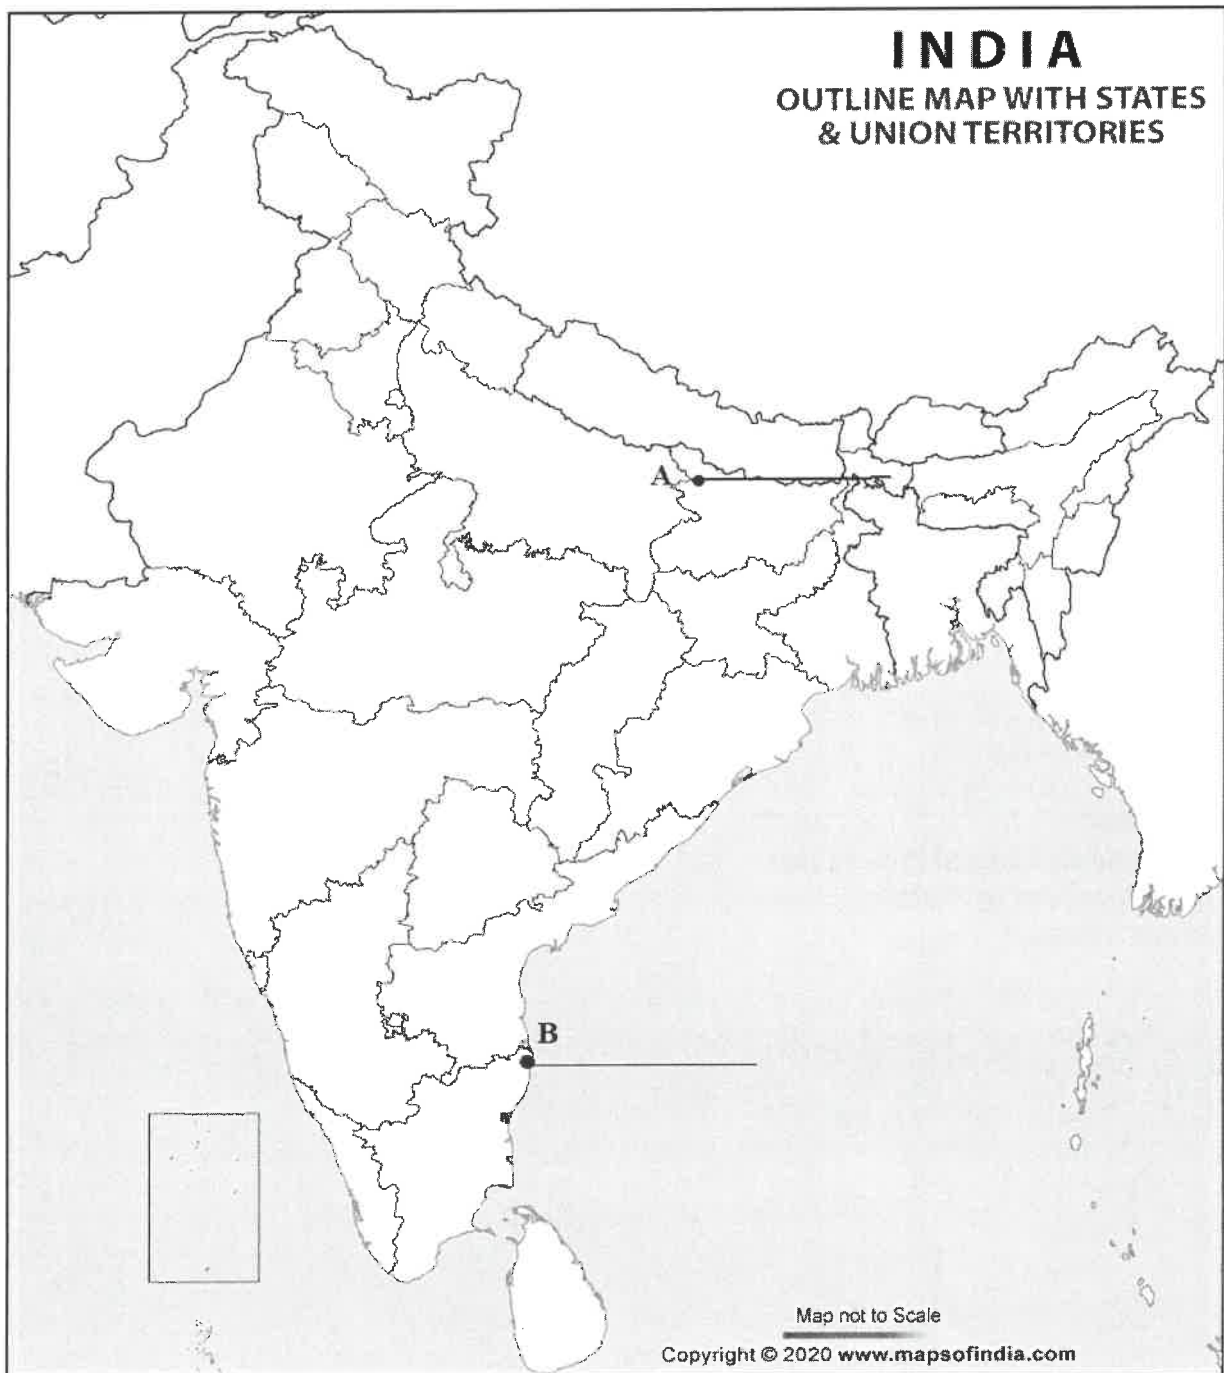 INDIA
OUTLINE MAP WITH STATES
& UNION TERRITORIES
A
B
Map not to Scale
Copyright © 2020 www.mapsofindia.com